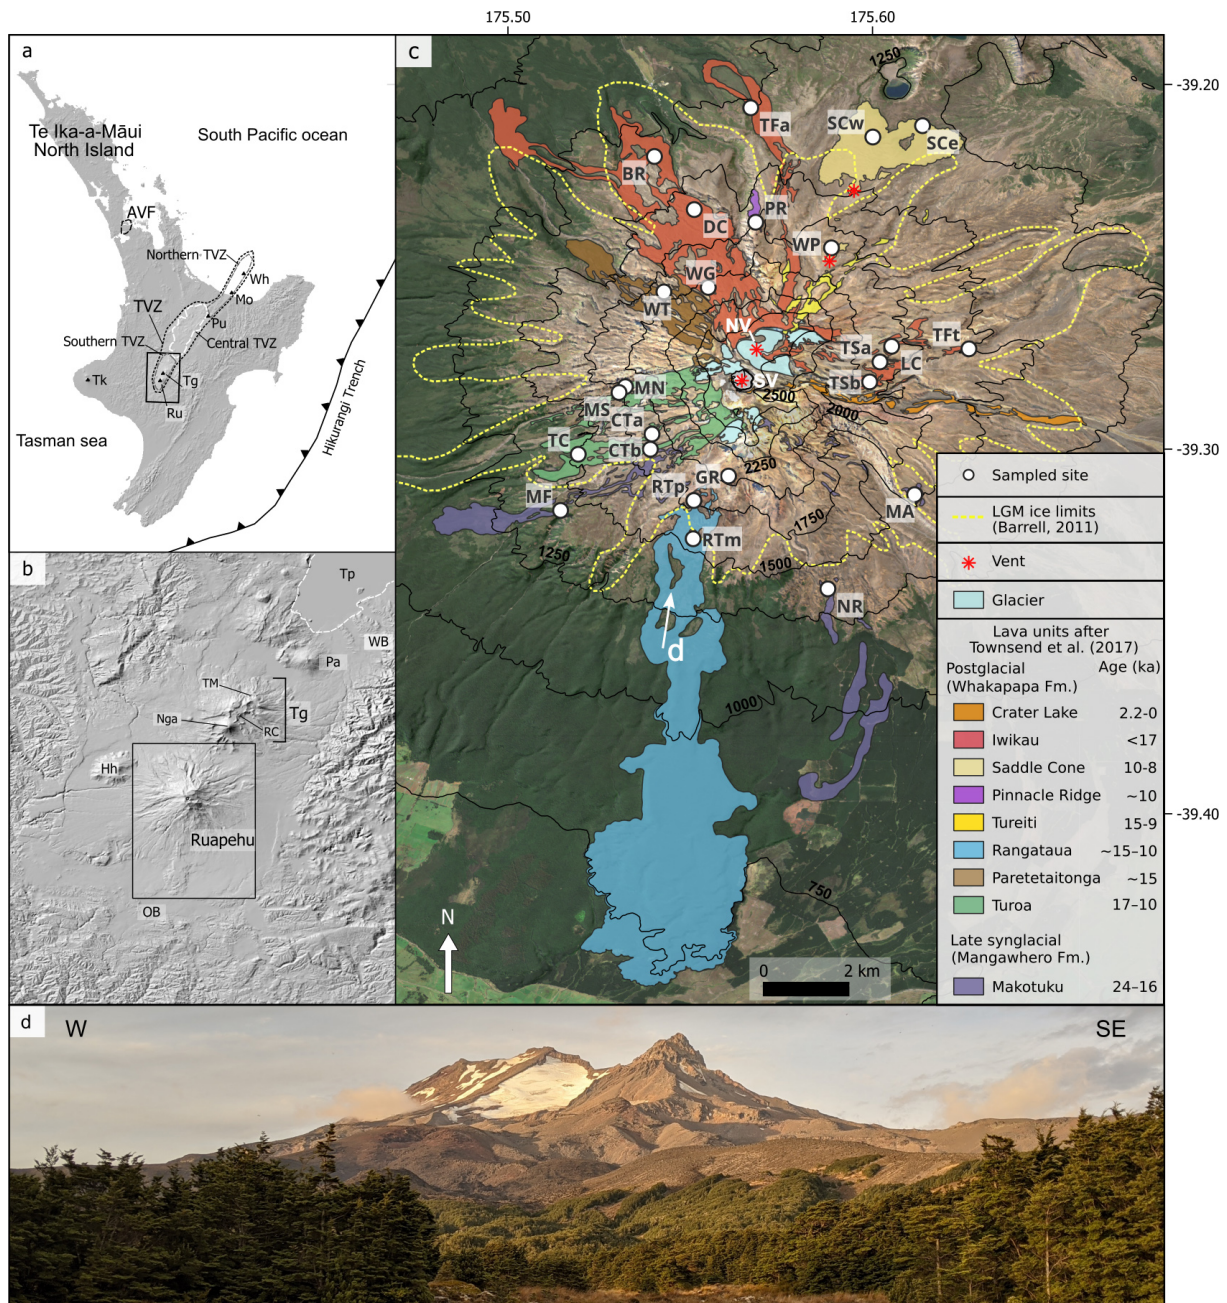 175.50
175.60
a
Te Ika-a-Māui
North Island
South Pacific ocean
AVF
Northern TVZ
Wh
Mo
TVZ
Pu
Southern TVZ
Central TVZ
Tk
Tg
Ru
Hikurangi Trench
Tasman sea
b
Tp
WB
Pa
TM
Tg
Nga
RC
Hh
Ruapehu
OB
c
1250
-39.20
TFa
SCw
SCe
BR
PR
DC
WP
WG
WT
NV
TSa
TFt
LC
SV
TSb
MN
2500
2000
MS
CTa
TC
CTb
-39.30
2250
GR
RTp
MF
MA
1750
RTm
1250
1500
NR
d
1000
-39.40
750
N
0
2 km
Sampled site
LGM ice limits
(Barrell, 2011)
Vent
Glacier
Lava units after
Townsend et al. (2017)
Postglacial Age (ka)
(Whakapapa Fm.)
Crater Lake 2.2-0
Iwikau <17
Saddle Cone 10-8
Pinnacle Ridge ~10
Tureiti 15-9
Rangataua ~15–10
Paretetaitonga ~15
Turoa 17–10
Late synglacial
(Mangawhero Fm.)
Makotuku 24–16
d
W
SE